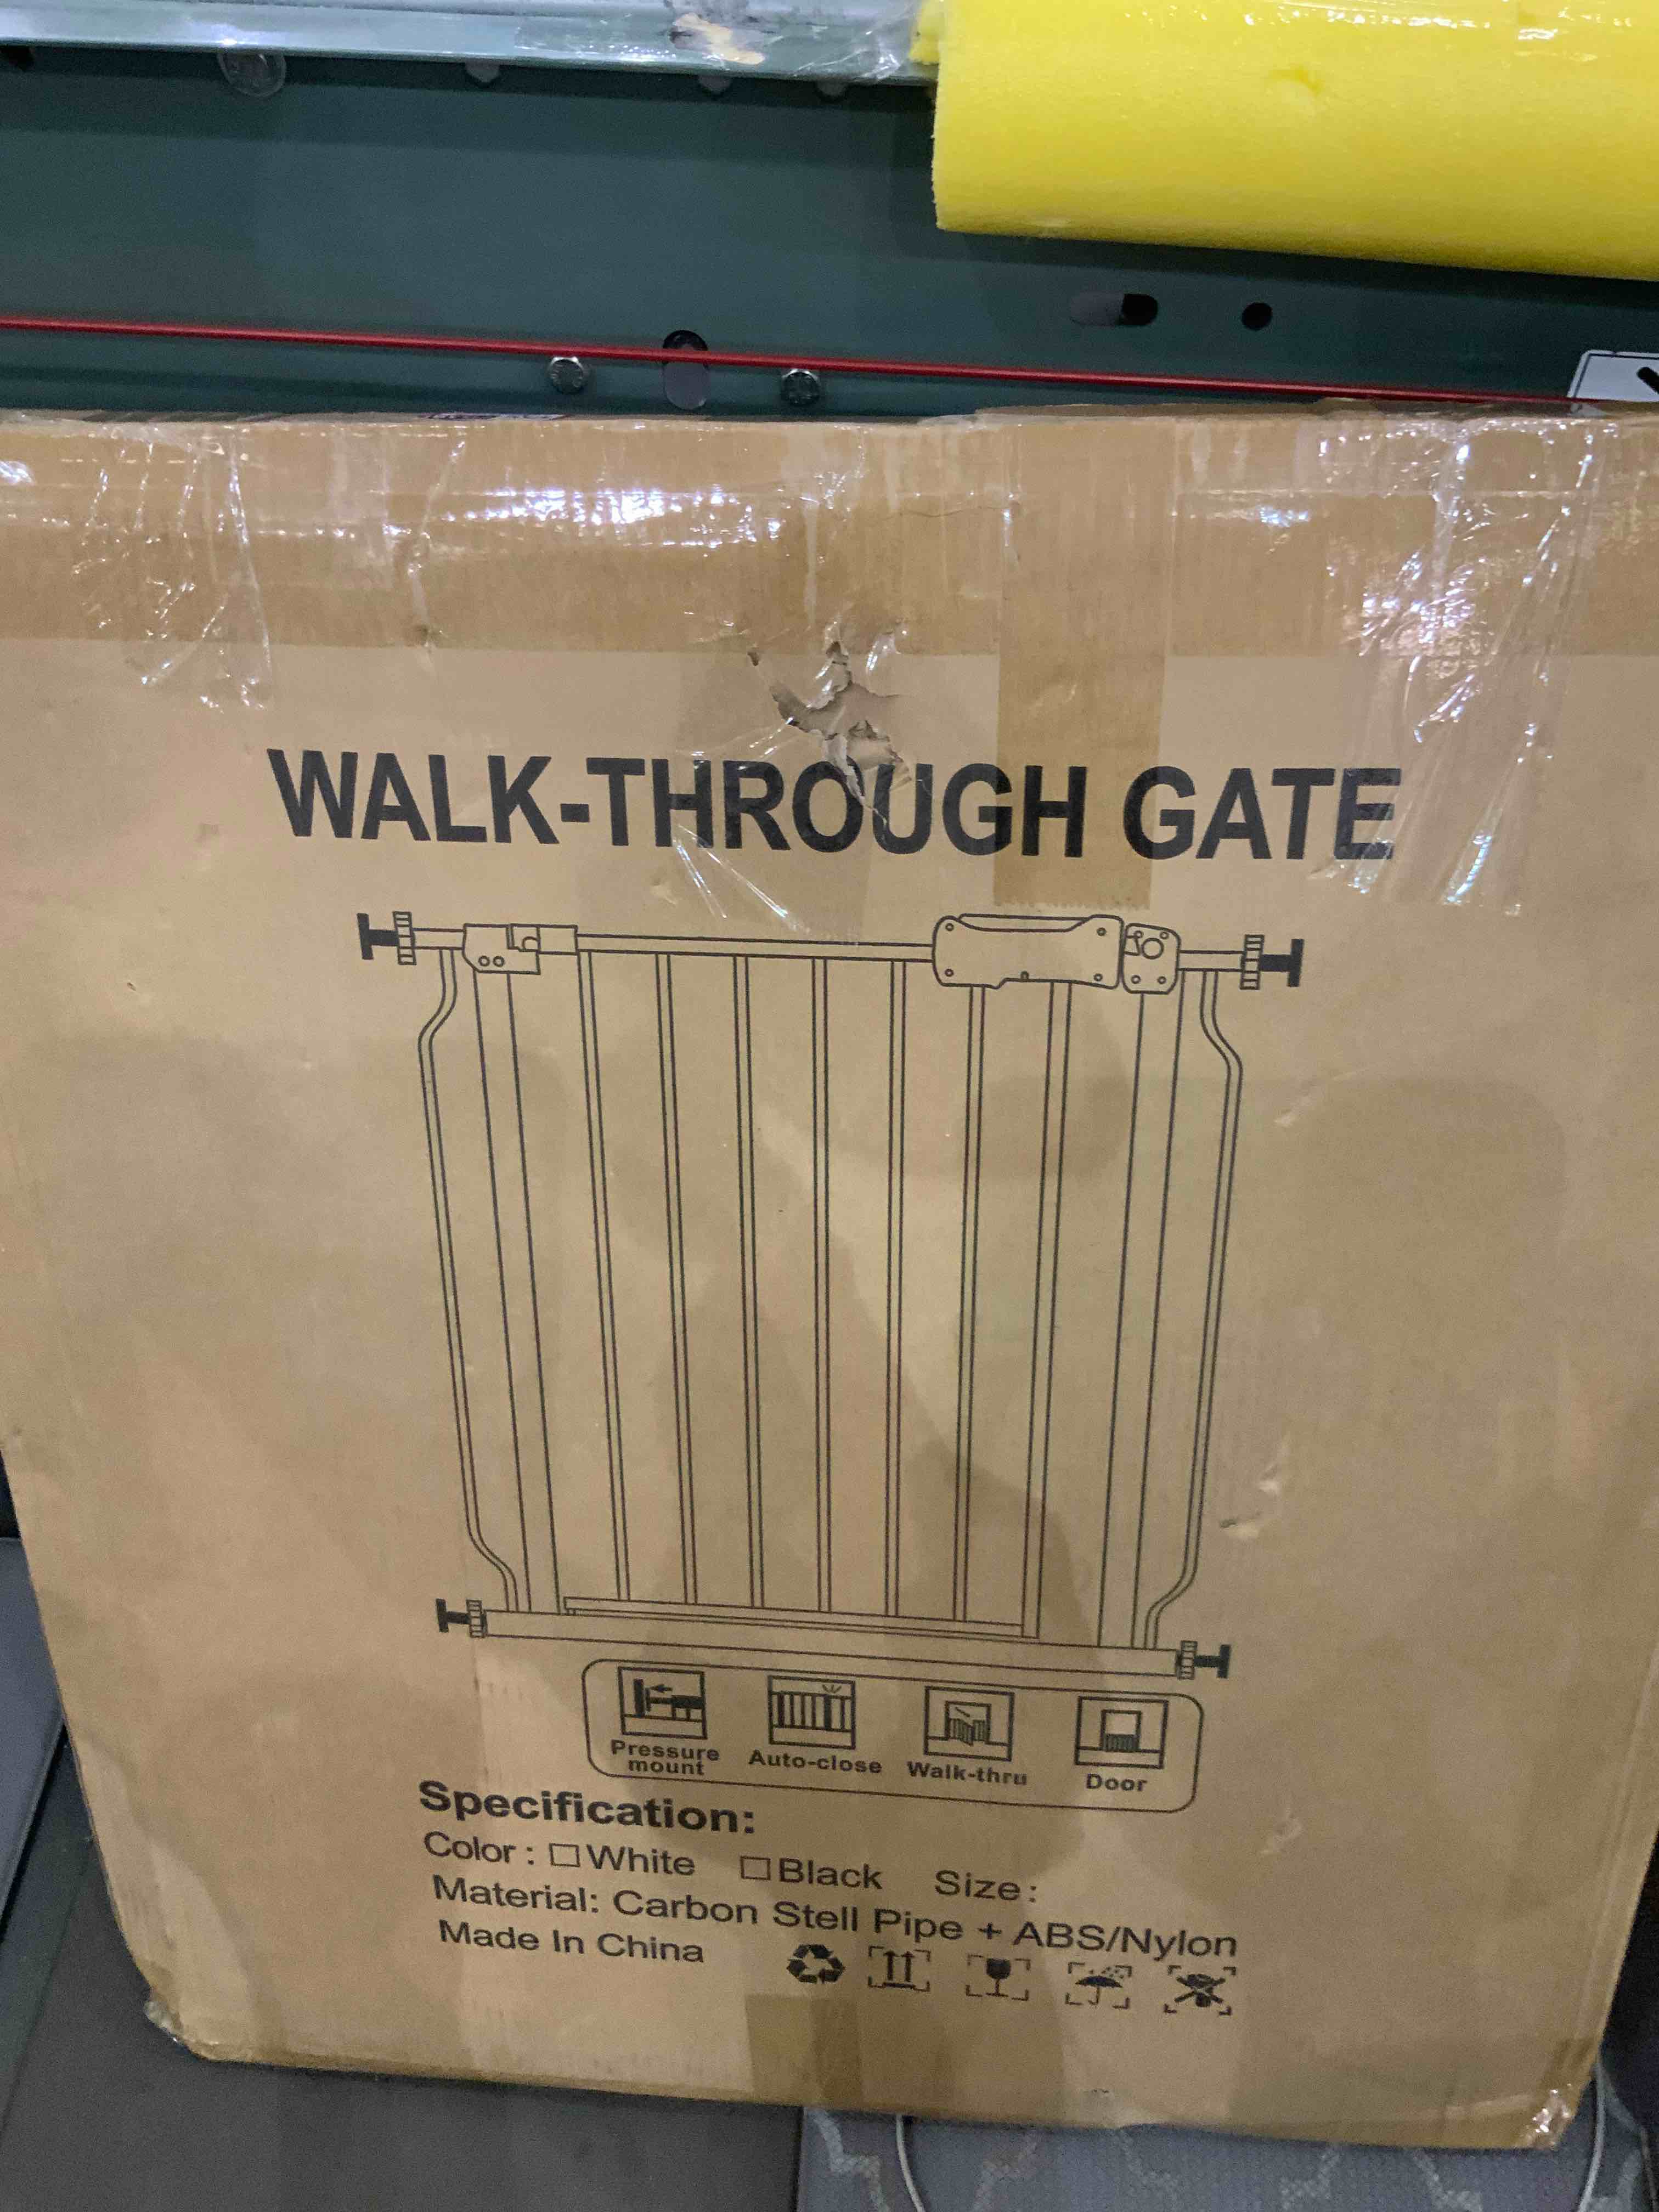 WALK-THROUGH GATE
Pressure mount
Auto-close
Walk-thru
Door
Specification:
Color : □White □Black Size:
Material: Carbon Stell Pipe + ABS/Nylon
Made In China